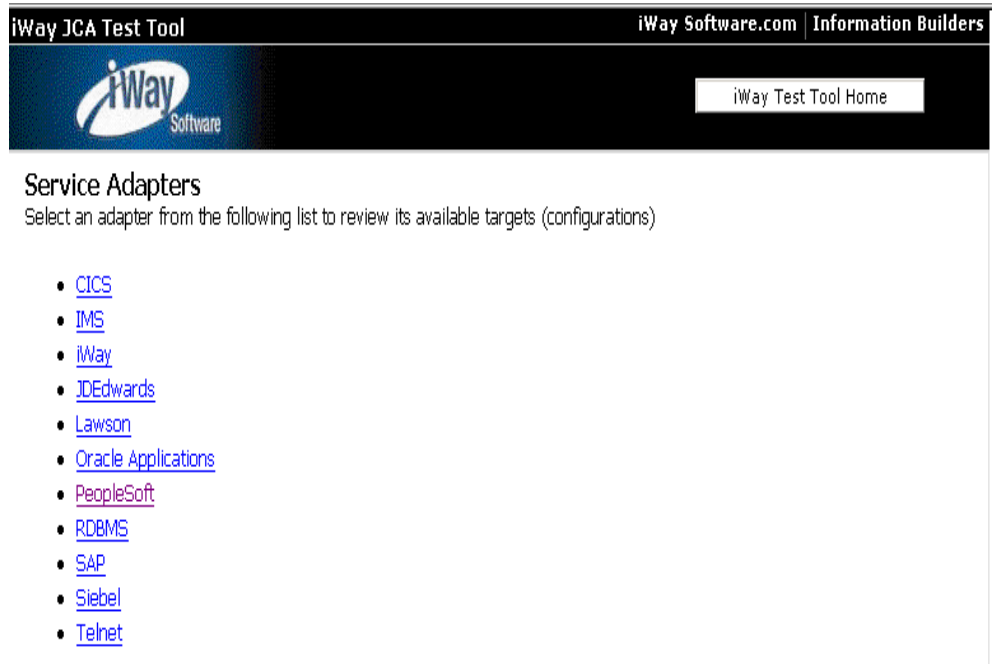 iWay JCA Test Tool iWay Software.com | Information Builders
iWay Software
iWay Test Tool Home
Service Adapters
Select an adapter from the following list to review its available targets (configurations)
CICS
IMS
iWay
JDEdwards
Lawson
Oracle Applications
PeopleSoft
RDBMS
SAP
Siebel
Telnet